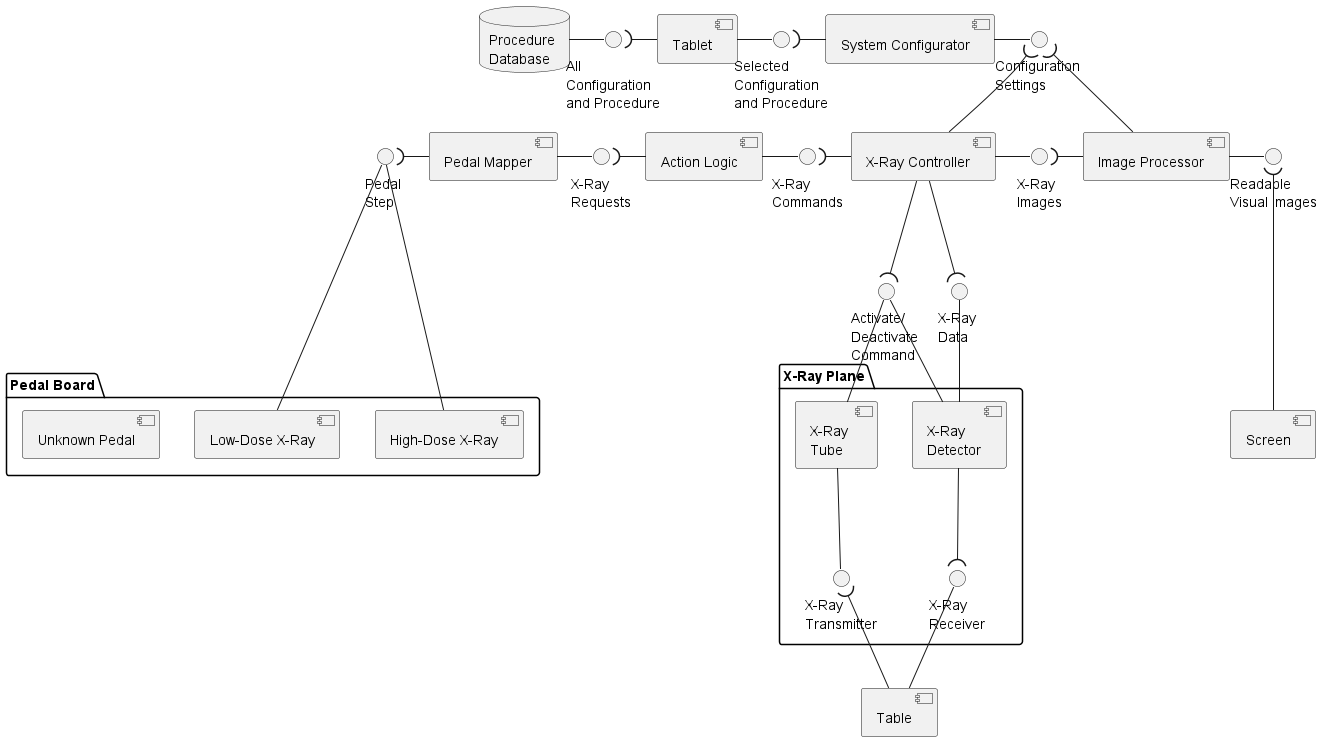 Procedure
Database
All
Configuration
and Procedure
Tablet
Selected
Configuration
and Procedure
System Configurator
Configuration
Settings
Pedal
Step
Pedal Mapper
X-Ray
Requests
Action Logic
X-Ray
Commands
X-Ray Controller
X-Ray
Images
Image Processor
Readable
Visual Images
Activate/
Deactivate
Command
X-Ray
Data
Pedal Board
Unknown Pedal
Low-Dose X-Ray
High-Dose X-Ray
X-Ray Plane
X-Ray
Tube
X-Ray
Detector
Screen
X-Ray
Transmitter
X-Ray
Receiver
Table